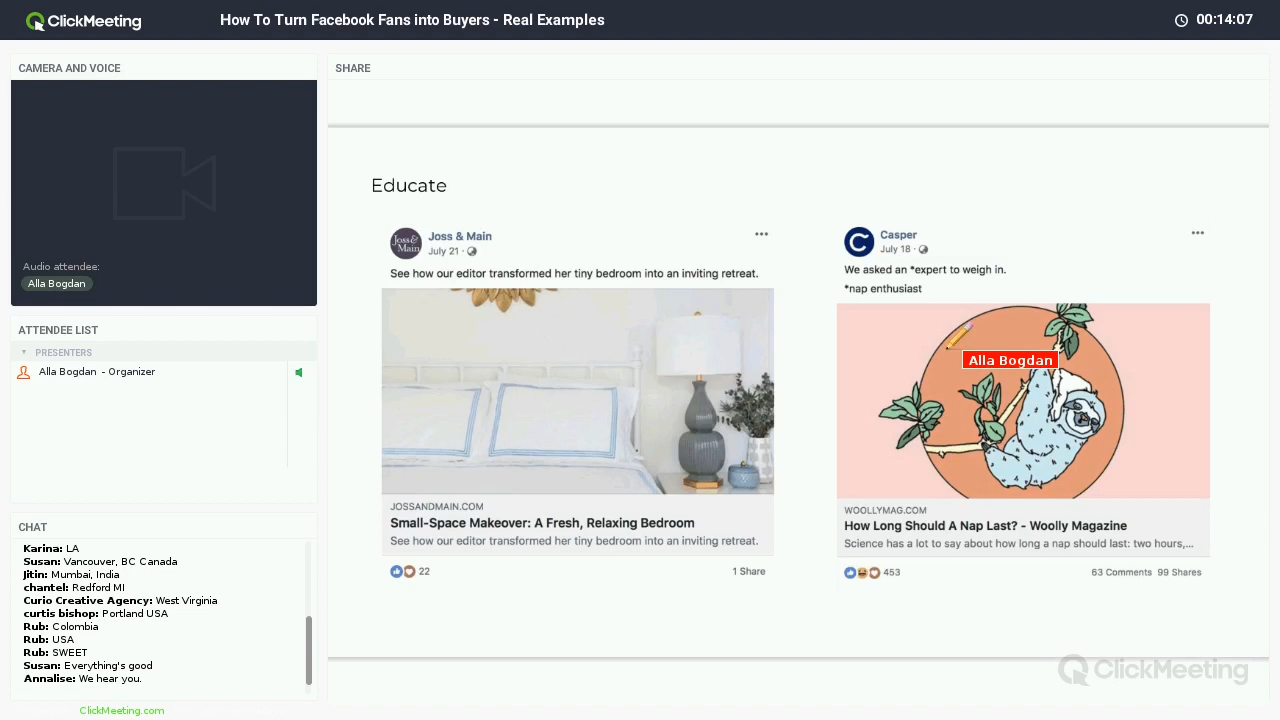 ClickMeeting
How To Turn Facebook Fans into Buyers - Real Examples
00:14:07
CAMERA AND VOICE
Audio attendee:
Alla Bogdan
ATTENDEE LIST
PRESENTERS
Alla Bogdan - Organizer
CHAT
Karina: LA
Susan: Vancouver, BC Canada
Jitin: Mumbai, India
chantel: Redford MI
Curio Creative Agency: West Virginia
curtis bishop: Portland USA
Rub: Colombia
Rub: USA
Rub: SWEET
Susan: Everything's good
Annalise: We hear you.
ClickMeeting.com
SHARE
Educate
Joss & Main
Joss & Main
July 21 ·
See how our editor transformed her tiny bedroom into an inviting retreat.
JOSSANDMAIN.COM
Small-Space Makeover: A Fresh, Relaxing Bedroom
See how our editor transformed her tiny bedroom into an inviting retreat.
22
1 Share
C
Casper
July 18 ·
We asked an *expert to weigh in.
*nap enthusiast
Alla Bogdan
WOOLLYMAG.COM
How Long Should A Nap Last? - Woolly Magazine
Science has a lot to say about how long a nap should last: two hours,...
453
63 Comments 99 Shares
ClickMeeting